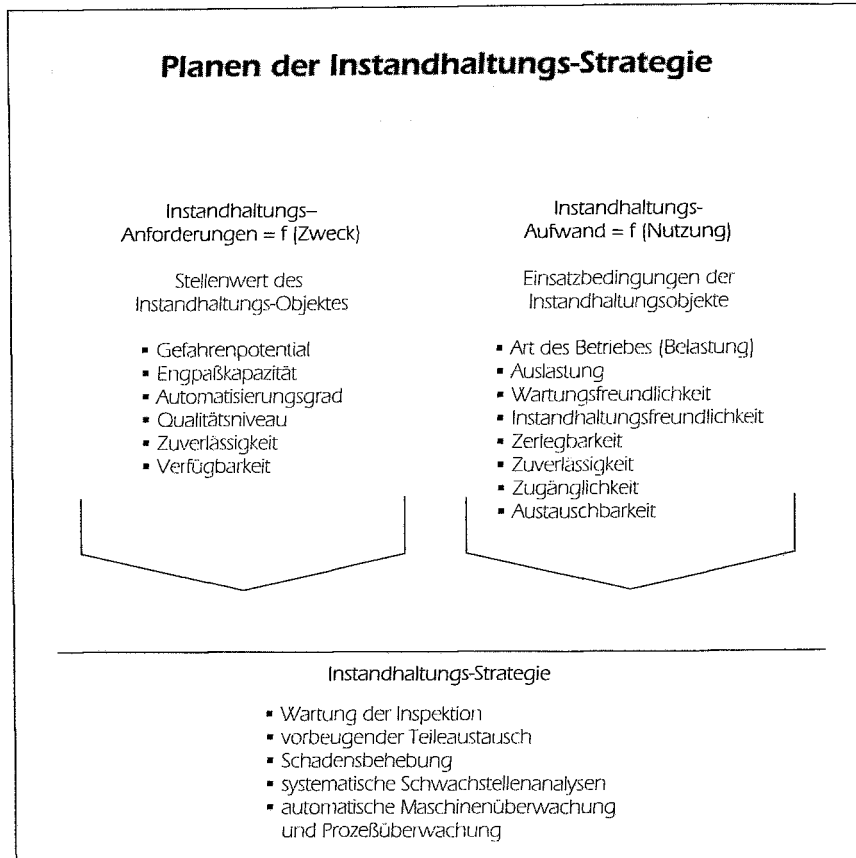 Planen der Instandhaltungs-Strategie
Instandhaltungs–
Anforderungen = f (Zweck)
Stellenwert des
Instandhaltungs-Objektes
▪ Gefahrenpotential
▪ Engpaßkapazität
▪ Automatisierungsgrad
▪ Qualitätsniveau
▪ Zuverlässigkeit
▪ Verfügbarkeit
Instandhaltungs-
Aufwand = f (Nutzung)
Einsatzbedingungen der
Instandhaltungsobjekte
▪ Art des Betriebes (Belastung)
▪ Auslastung
▪ Wartungsfreundlichkeit
▪ Instandhaltungsfreundlichkeit
▪ Zerlegbarkeit
▪ Zuverlässigkeit
▪ Zugänglichkeit
▪ Austauschbarkeit
Instandhaltungs-Strategie
▪ Wartung der Inspektion
▪ vorbeugender Teileaustausch
▪ Schadensbehebung
▪ systematische Schwachstellenanalysen
▪ automatische Maschinenüberwachung
und Prozeßüberwachung